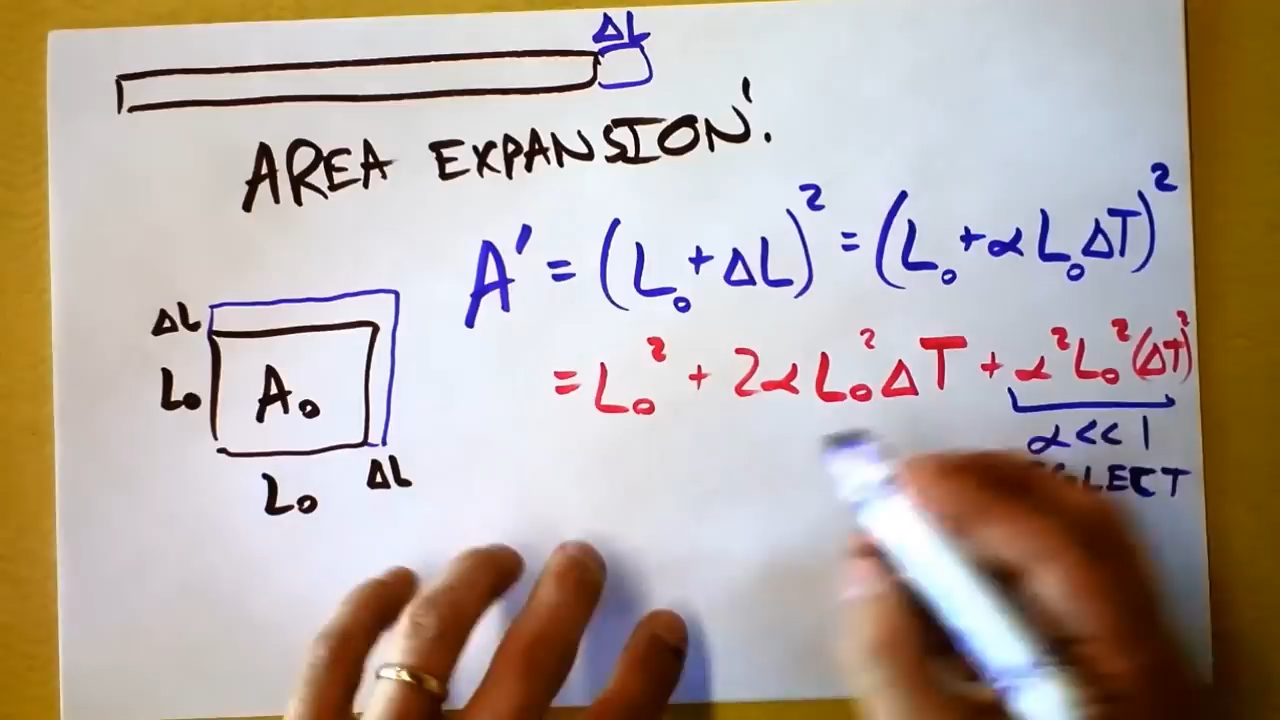 ΔL
AREA EXPANSION!
A' = (L₀ + ΔL)² = (L₀ + αL₀ΔT)²
= L₀² + 2αL₀²ΔT + α²L₀²(ΔT)²
α << 1
ΔL
L₀
A₀
L₀
ΔL